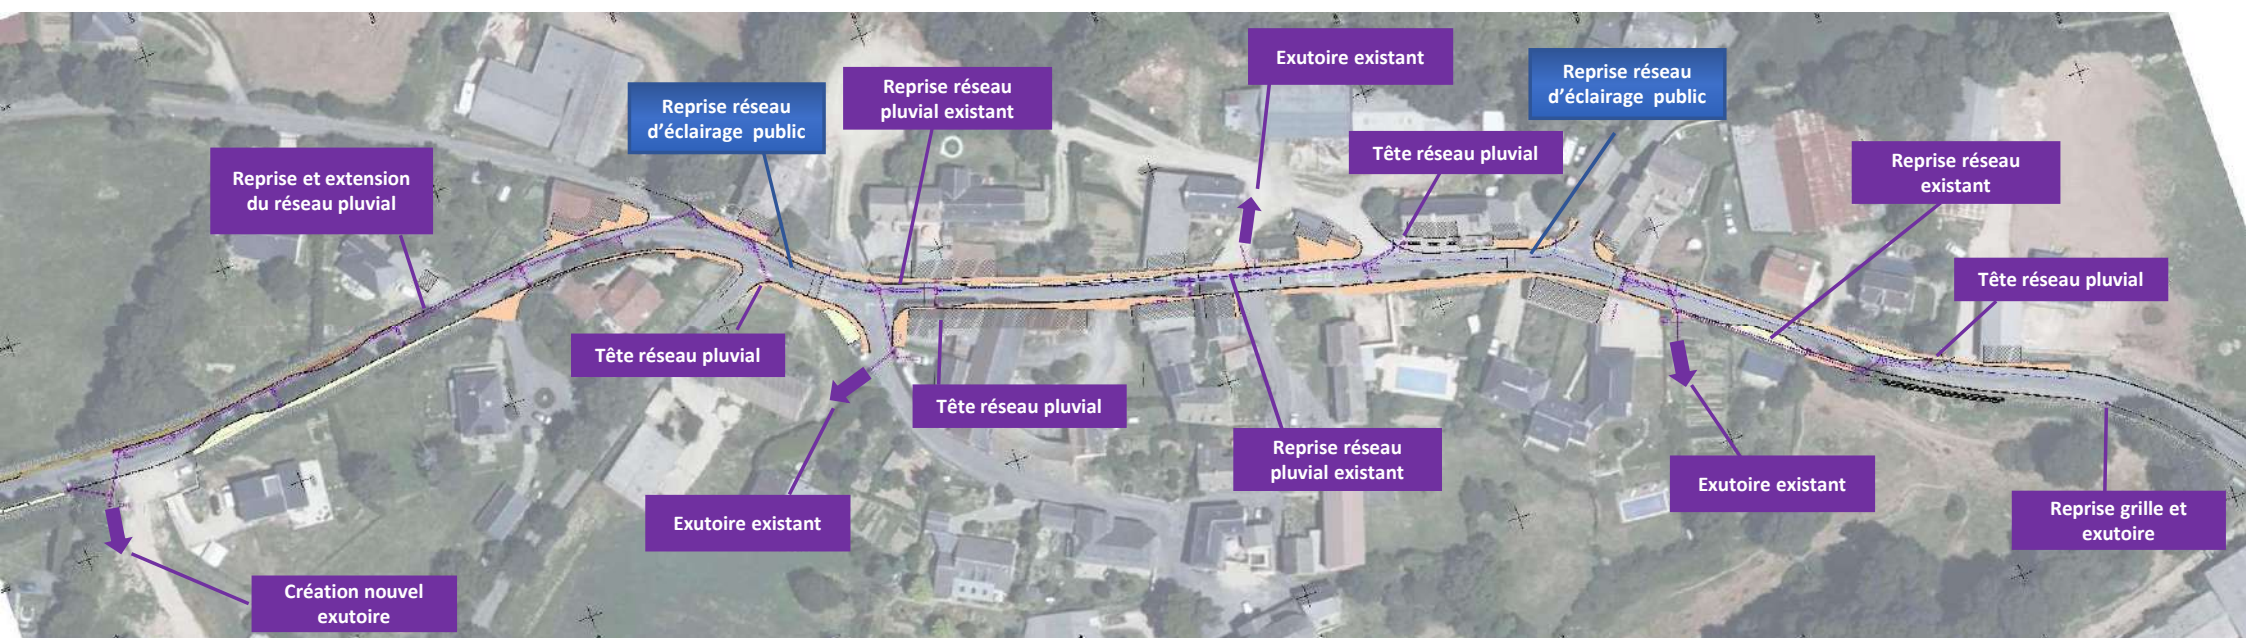 Exutoire existant
Reprise réseau
d'éclairage public
Reprise réseau
pluvial existant
Reprise réseau
d'éclairage public
Tête réseau pluvial
Reprise réseau
existant
Reprise et extension
du réseau pluvial
Tête réseau pluvial
Tête réseau pluvial
Tête réseau pluvial
Reprise réseau
pluvial existant
Exutoire existant
Exutoire existant
Reprise grille et
exutoire
Création nouvel
exutoire